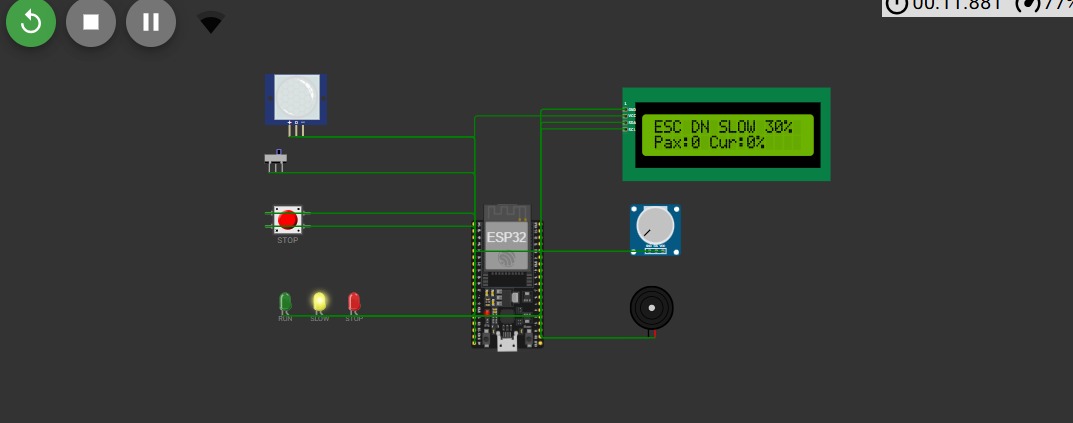 00:11.881
77%
ESC DN SLOW 30%
Pax:0 Cur:0%
ESP32
STOP
RUN
SLOW
STOP